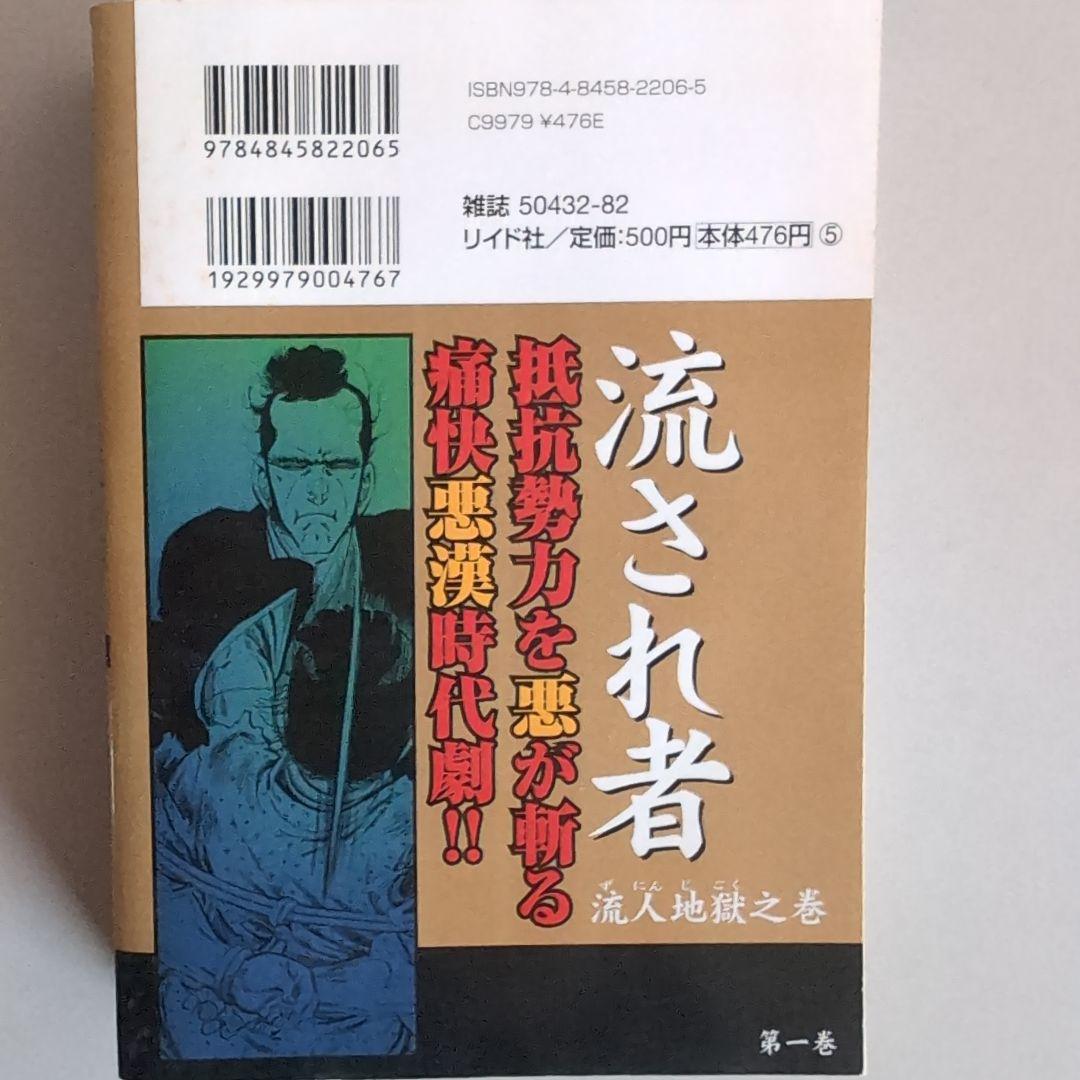 ISBN978-4-8458-2206-5
C9979 ¥476E
9784845822065
雑誌 50432-82
リイド社／定価:500円 本体476円 ⑤
1929979004767
流され者
抵抗勢力を悪が斬る
痛快悪漢時代劇!!
ず にん じ ごく
流人地獄之巻
第一巻